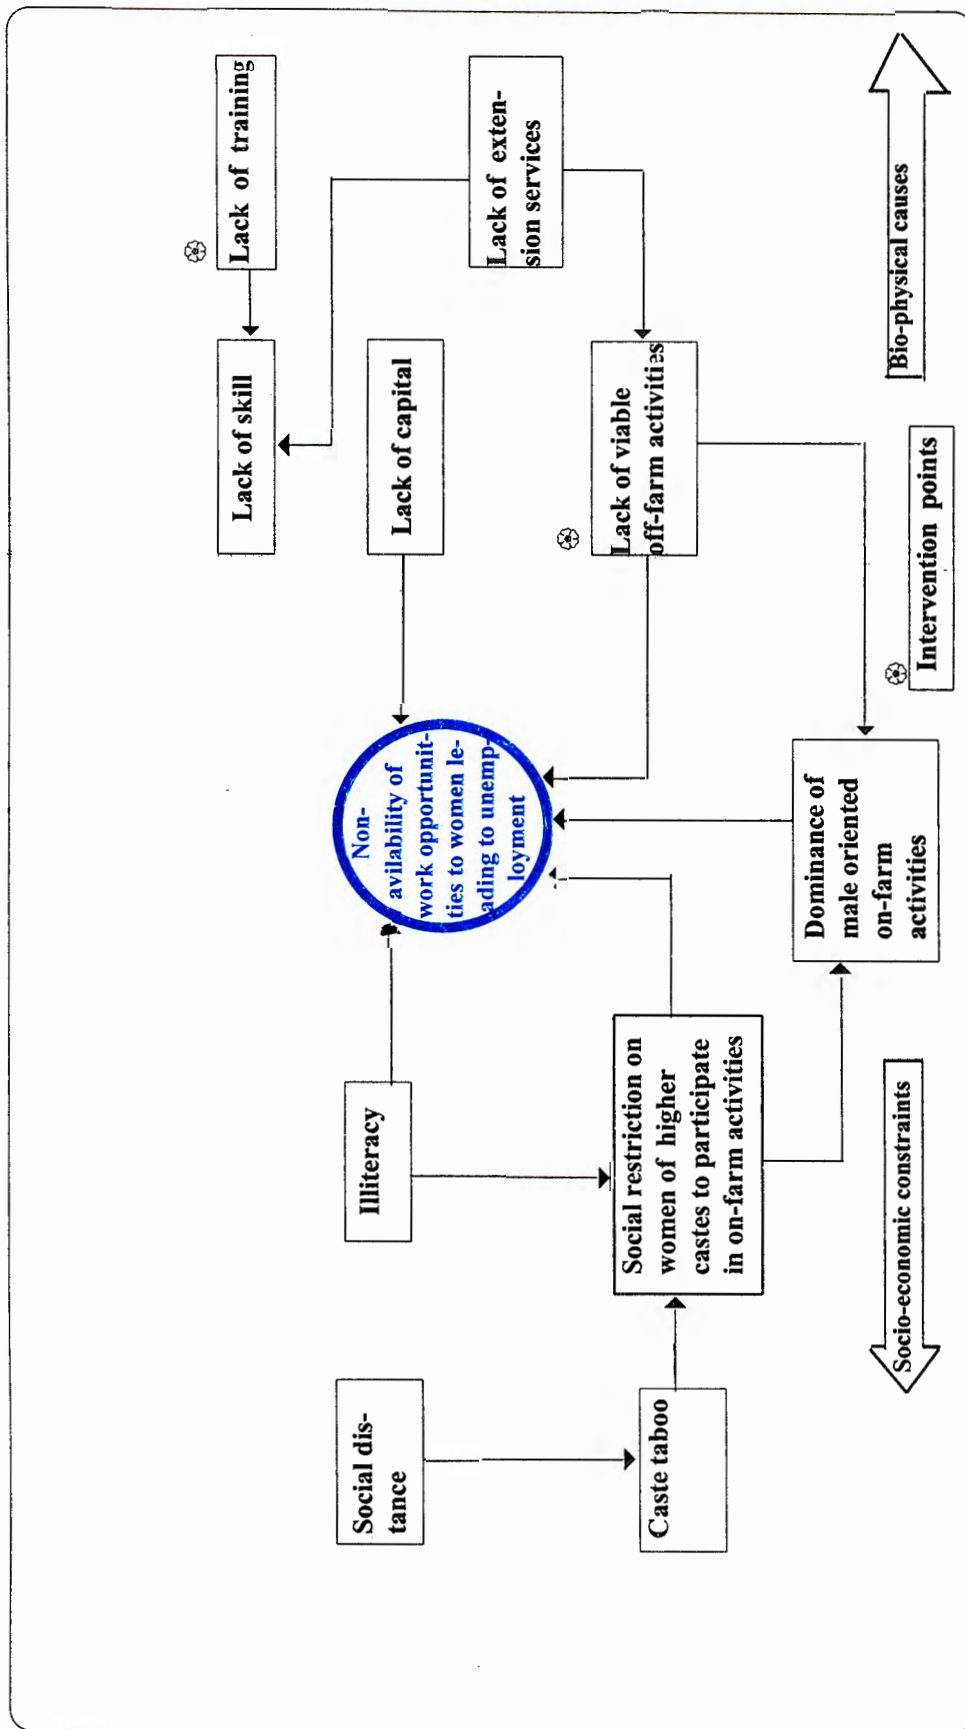 Lack of skill
Lack of training
Social dis-
tance
Illiteracy
Non-
avilability of
work opportunit-
ties to women le-
ading to unemp-
loyment
Lack of capital
Lack of exten-
sion services
Caste taboo
Social restriction on
women of higher
castes to participate
in on-farm activities
Lack of viable
off-farm activities
Dominance of
male oriented
on-farm
activities
Socio-economic constraints
Intervention points
Bio-physical causes